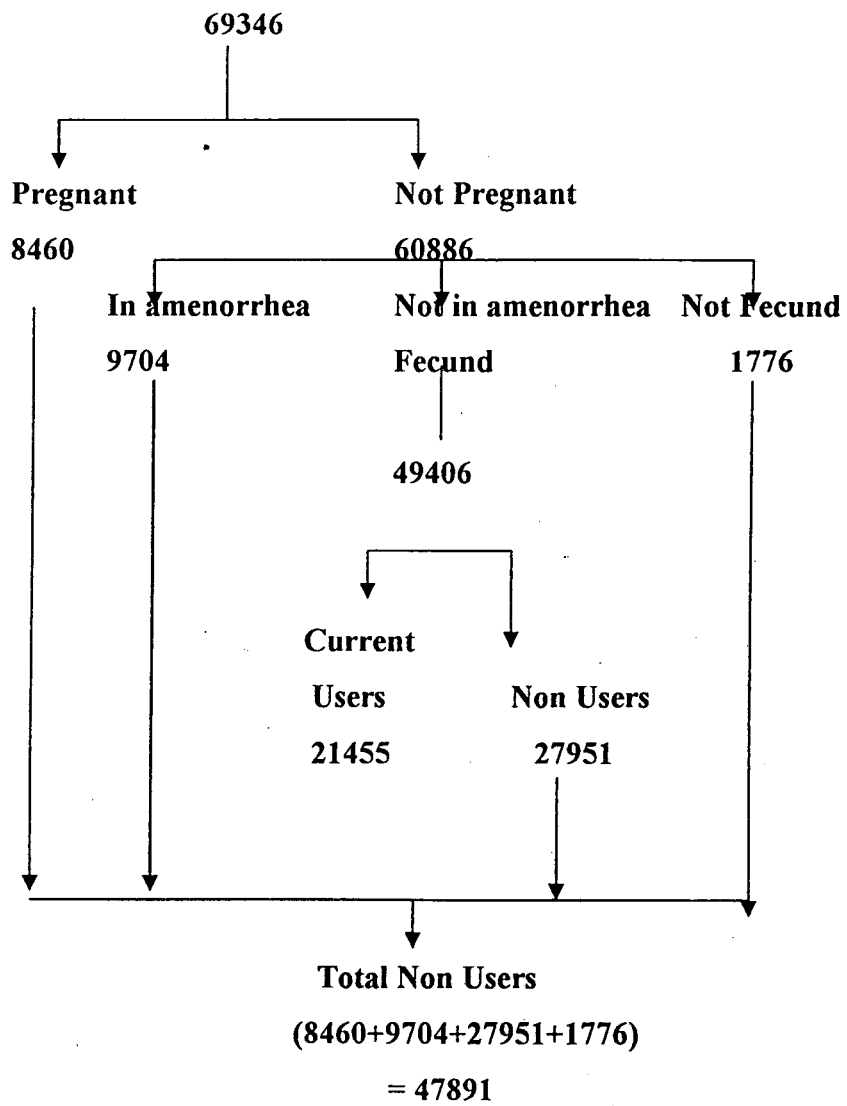 69346
Pregnant Not Pregnant
8460 60886
In amenorrhea Not in amenorrhea Not Fecund
9704 Fecund 1776
49406
Current
Users Non Users
21455 27951
Total Non Users
(8460+9704+27951+1776)
= 47891